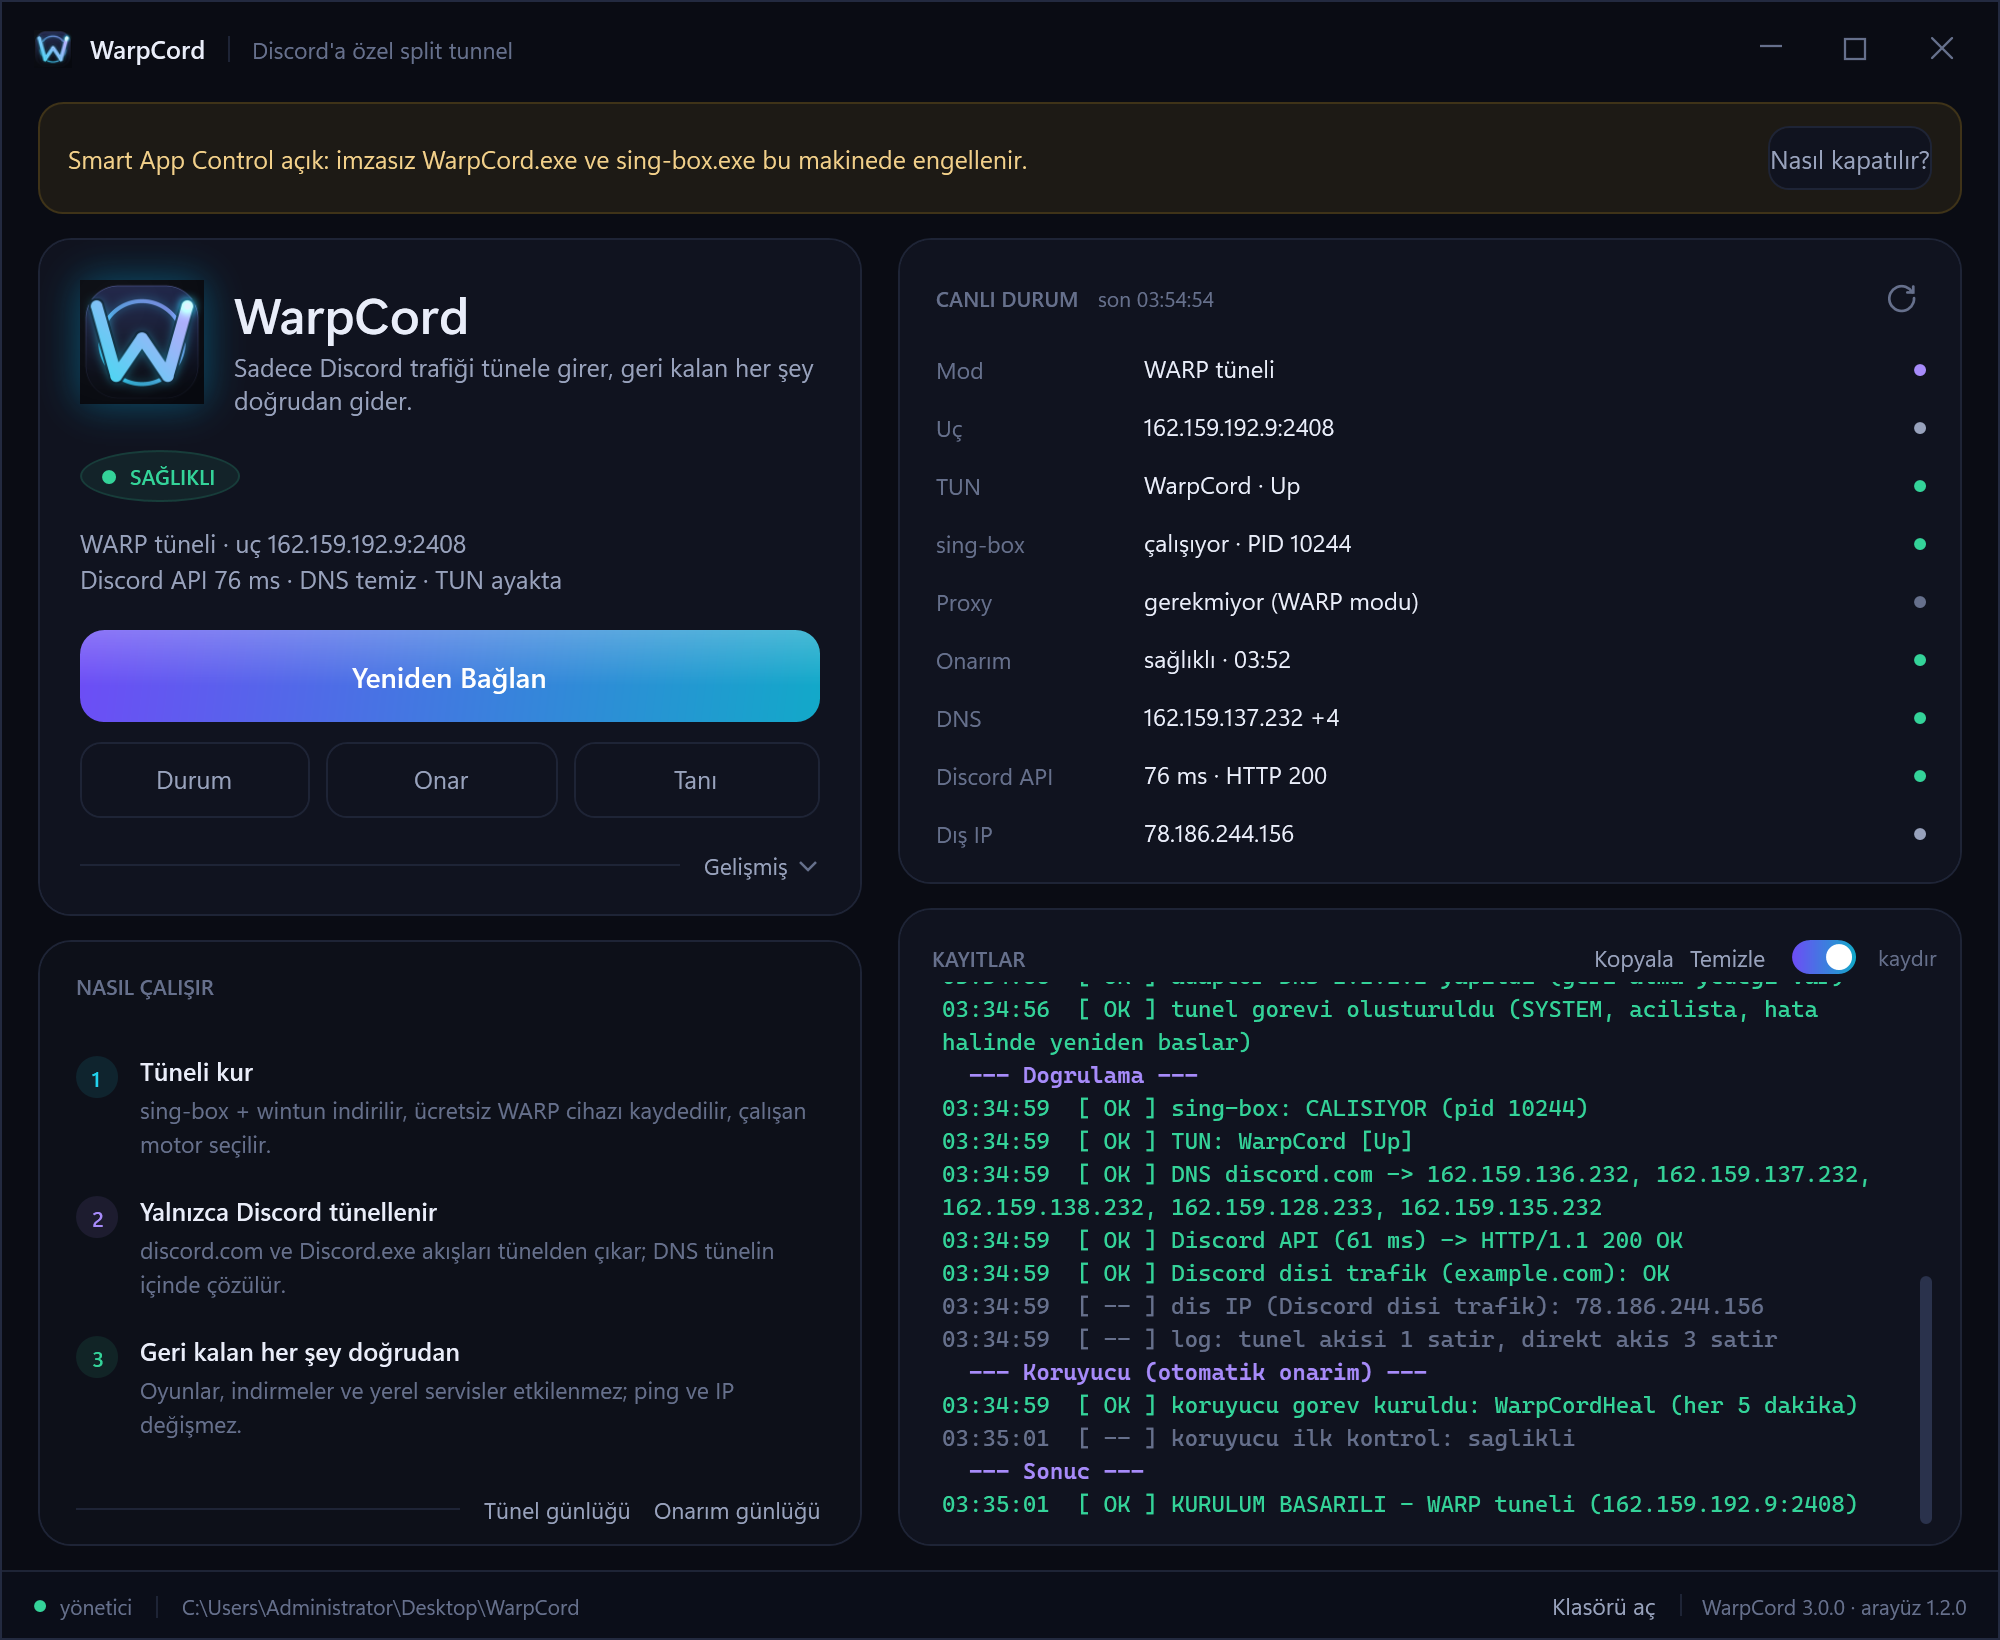 WarpCord
Discord'a özel split tunnel
Smart App Control açık: imzasız WarpCord.exe ve sing-box.exe bu makinede engellenir.
Nasıl kapatılır?
WarpCord
Sadece Discord trafiği tünele girer, geri kalan her şey
doğrudan gider.
SAĞLIKLI
WARP tüneli · uç 162.159.192.9:2408
Discord API 76 ms · DNS temiz · TUN ayakta
Yeniden Bağlan
Durum
Onar
Tanı
Gelişmiş
NASIL ÇALIŞIR
1
Tüneli kur
sing-box + wintun indirilir, ücretsiz WARP cihazı kaydedilir, çalışan
motor seçilir.
2
Yalnızca Discord tünellenir
discord.com ve Discord.exe akışları tünelden çıkar; DNS tünelin
içinde çözülür.
3
Geri kalan her şey doğrudan
Oyunlar, indirmeler ve yerel servisler etkilenmez; ping ve IP
değişmez.
Tünel günlüğü Onarım günlüğü
CANLI DURUM son 03:54:54
Mod WARP tüneli
Uç 162.159.192.9:2408
TUN WarpCord · Up
sing-box çalışıyor · PID 10244
Proxy gerekmiyor (WARP modu)
Onarım sağlıklı · 03:52
DNS 162.159.137.232 +4
Discord API 76 ms · HTTP 200
Dış IP 78.186.244.156
KAYITLAR
Kopyala Temizle kaydır
03:34:56 [ OK ] tunel gorevi olusturuldu (SYSTEM, acilista, hata
halinde yeniden baslar)
--- Dogrulama ---
03:34:59 [ OK ] sing-box: CALISIYOR (pid 10244)
03:34:59 [ OK ] TUN: WarpCord [Up]
03:34:59 [ OK ] DNS discord.com -> 162.159.136.232, 162.159.137.232,
162.159.138.232, 162.159.128.233, 162.159.135.232
03:34:59 [ OK ] Discord API (61 ms) -> HTTP/1.1 200 OK
03:34:59 [ OK ] Discord disi trafik (example.com): OK
03:34:59 [ -- ] dis IP (Discord disi trafik): 78.186.244.156
03:34:59 [ -- ] log: tunel akisi 1 satir, direkt akis 3 satir
--- Koruyucu (otomatik onarim) ---
03:34:59 [ OK ] koruyucu gorev kuruldu: WarpCordHeal (her 5 dakika)
03:35:01 [ -- ] koruyucu ilk kontrol: saglikli
--- Sonuc ---
03:35:01 [ OK ] KURULUM BASARILI - WARP tuneli (162.159.192.9:2408)
yönetici
C:\Users\Administrator\Desktop\WarpCord
Klasörü aç
WarpCord 3.0.0 · arayüz 1.2.0